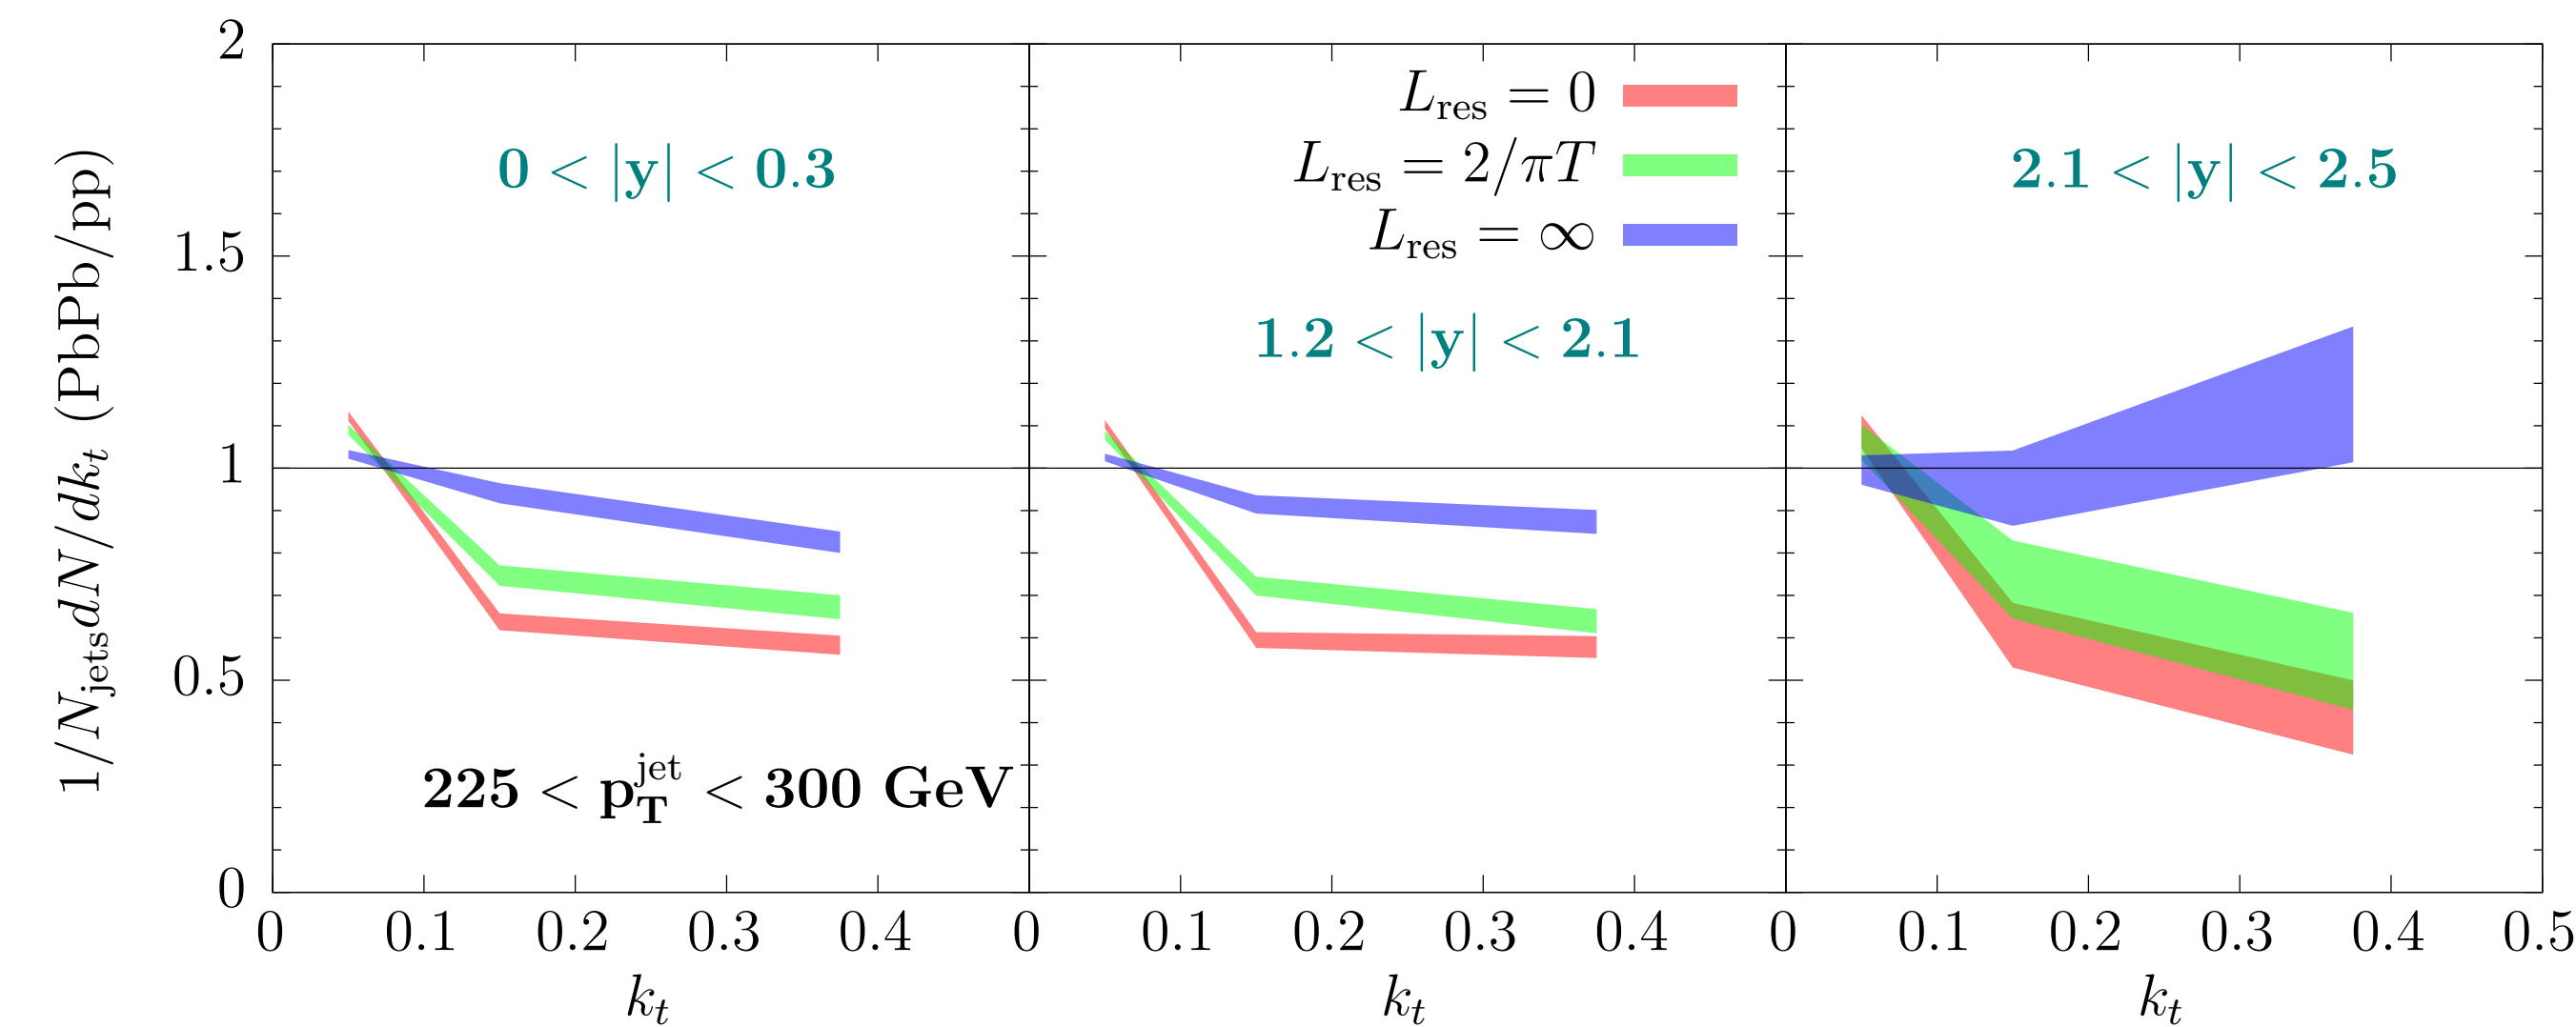 1/N_jets dN/dk_t (PbPb/pp)
2
1.5
1
0.5
0
0 < |y| < 0.3
225 < p_T^jet < 300 GeV
L_res = 0
L_res = 2/πT
L_res = ∞
1.2 < |y| < 2.1
2.1 < |y| < 2.5
0 0.1 0.2 0.3 0.4 0 0.1 0.2 0.3 0.4 0 0.1 0.2 0.3 0.4 0.5
k_t k_t k_t